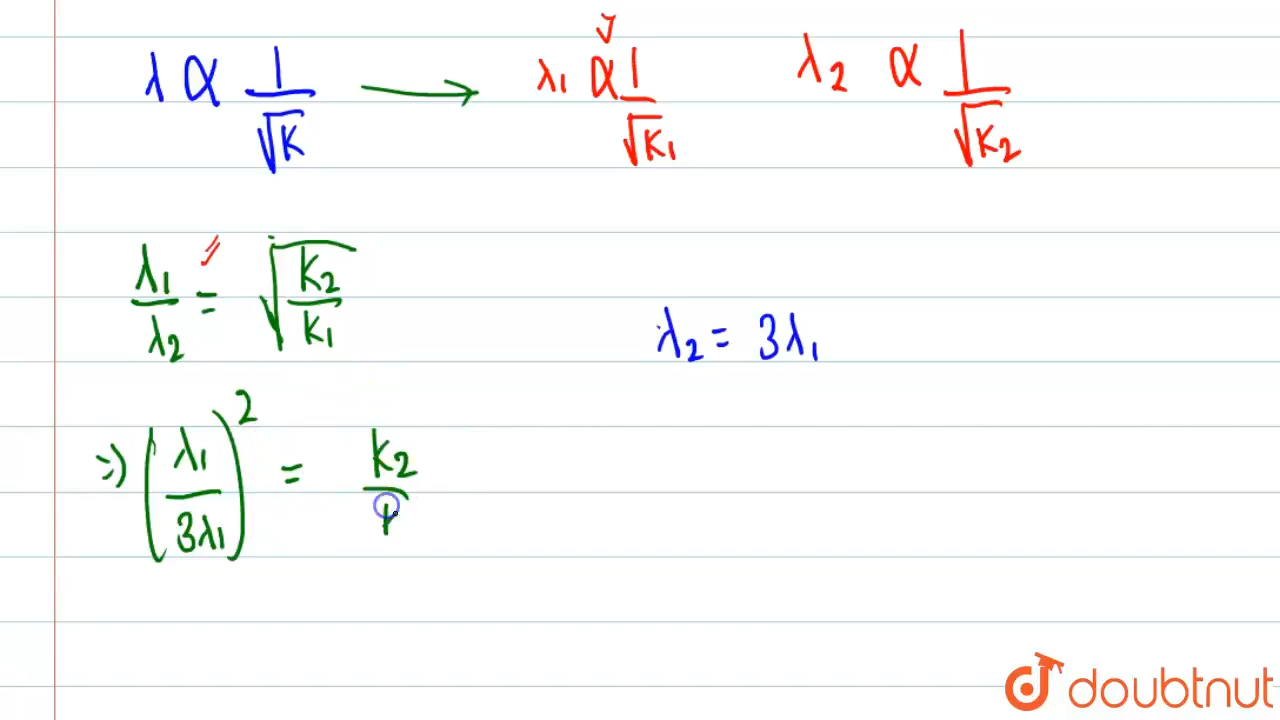 λ ∝ 1/√K → λ1 ∝ 1/√K1 λ2 ∝ 1/√K2
λ1/λ2 = √(K2/K1)
λ2 = 3λ1
⇒ (λ1/3λ1)² = K2/
doubtnut